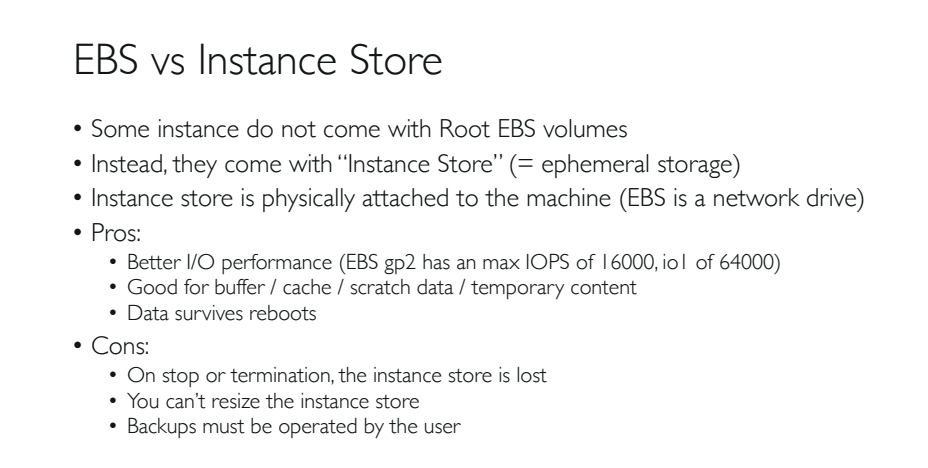 EBS vs Instance Store
• Some instance do not come with Root EBS volumes
• Instead, they come with “Instance Store” (= ephemeral storage)
• Instance store is physically attached to the machine (EBS is a network drive)
• Pros:
• Better I/O performance (EBS gp2 has an max IOPS of 16000, io1 of 64000)
• Good for buffer / cache / scratch data / temporary content
• Data survives reboots
• Cons:
• On stop or termination, the instance store is lost
• You can’t resize the instance store
• Backups must be operated by the user